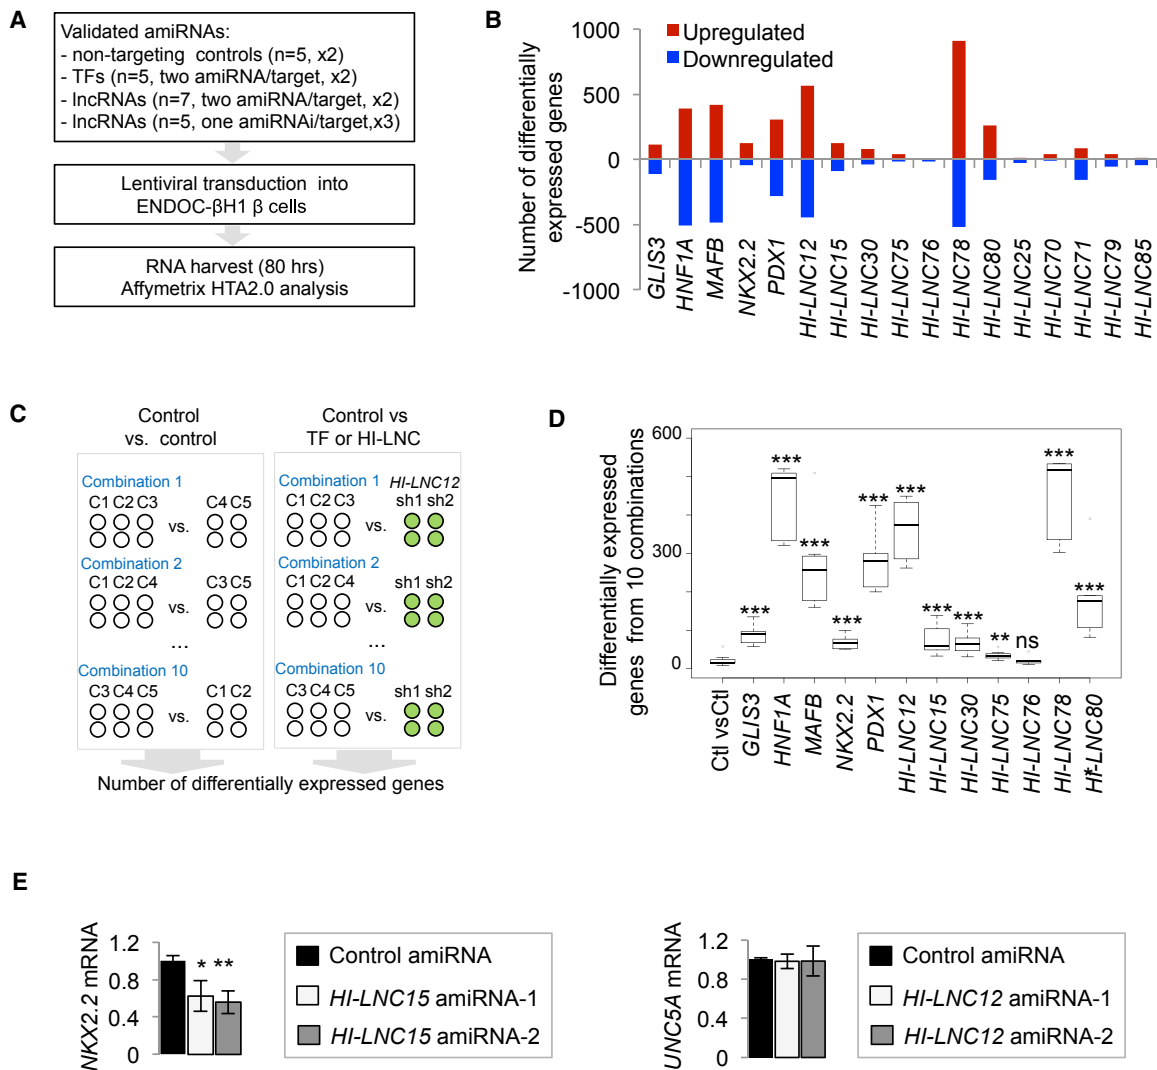 A
Validated amiRNAs:
- non-targeting controls (n=5, x2)
- TFs (n=5, two amiRNA/target, x2)
- lncRNAs (n=7, two amiRNA/target, x2)
- lncRNAs (n=5, one amiRNAi/target,x3)
Lentiviral transduction into
ENDOC-βH1 β cells
RNA harvest (80 hrs)
Affymetrix HTA2.0 analysis
B
Number of differentially
expressed genes
1000
500
0
-500
-1000
Upregulated
Downregulated
GLIS3
HNF1A
MAFB
NKX2.2
PDX1
HI-LNC12
HI-LNC15
HI-LNC30
HI-LNC75
HI-LNC76
HI-LNC78
HI-LNC80
HI-LNC25
HI-LNC70
HI-LNC71
HI-LNC79
HI-LNC85
C
Control
vs. control
Combination 1
C1 C2 C3
vs.
C4 C5
Combination 2
C1 C2 C4
vs.
C3 C5
...
Combination 10
C3 C4 C5
vs.
C1 C2
Control vs
TF or HI-LNC
Combination 1
HI-LNC12
C1 C2 C3
vs.
sh1 sh2
Combination 2
C1 C2 C4
vs.
sh1 sh2
...
Combination 10
C3 C4 C5
vs.
sh1 sh2
Number of differentially expressed genes
D
Differentially expressed
genes from 10 combinations
600
300
0
***
***
***
***
***
***
***
***
**
ns
***
***
Ctl vsCtl
GLIS3
HNF1A
MAFB
NKX2.2
PDX1
HI-LNC12
HI-LNC15
HI-LNC30
HI-LNC75
HI-LNC76
HI-LNC78
HI-LNC80
*
E
NKX2.2 mRNA
1.2
0.8
0.4
0
*
**
Control amiRNA
HI-LNC15 amiRNA-1
HI-LNC15 amiRNA-2
UNC5A mRNA
1.2
0.8
0.4
0
Control amiRNA
HI-LNC12 amiRNA-1
HI-LNC12 amiRNA-2